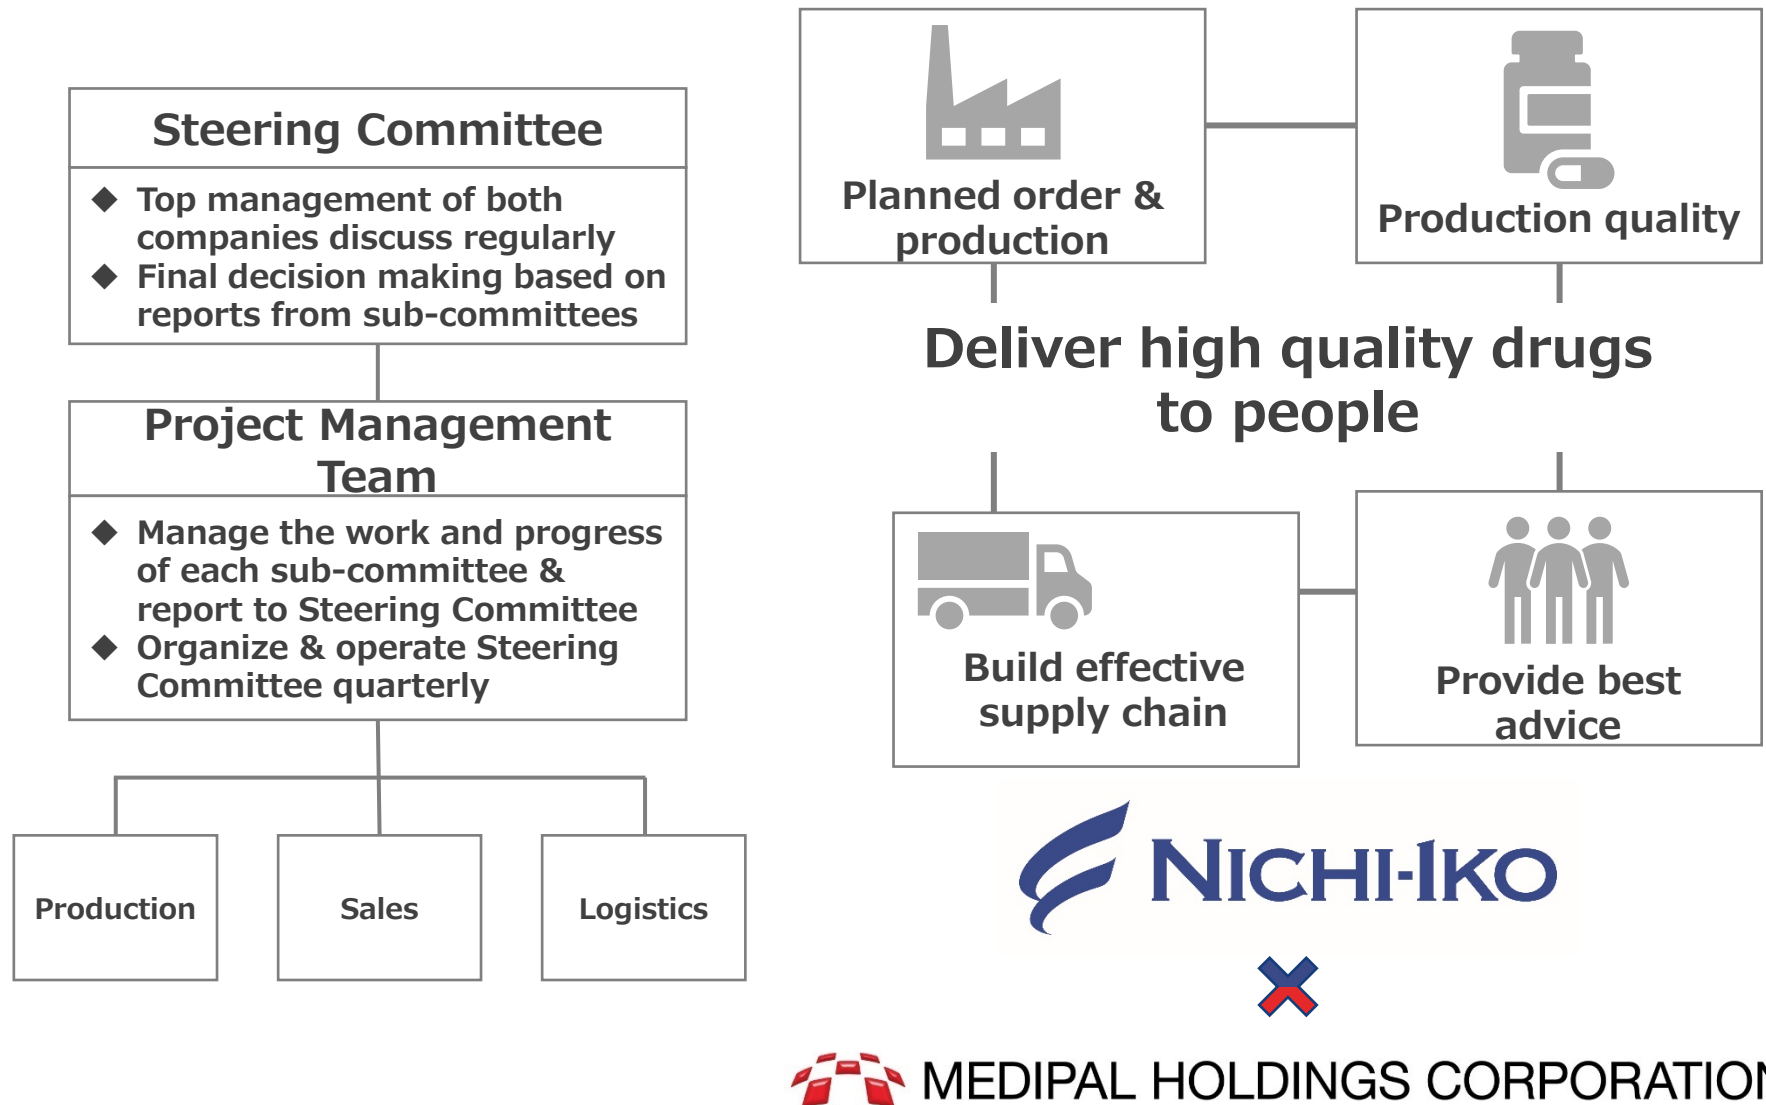 Steering Committee
◆ Top management of both
companies discuss regularly
◆ Final decision making based on
reports from sub-committees
Project Management
Team
◆ Manage the work and progress
of each sub-committee &
report to Steering Committee
◆ Organize & operate Steering
Committee quarterly
Production
Sales
Logistics
Planned order &
production
Production quality
Deliver high quality drugs
to people
Build effective
supply chain
Provide best
advice
NICHI-IKO
MEDIPAL HOLDINGS CORPORATION